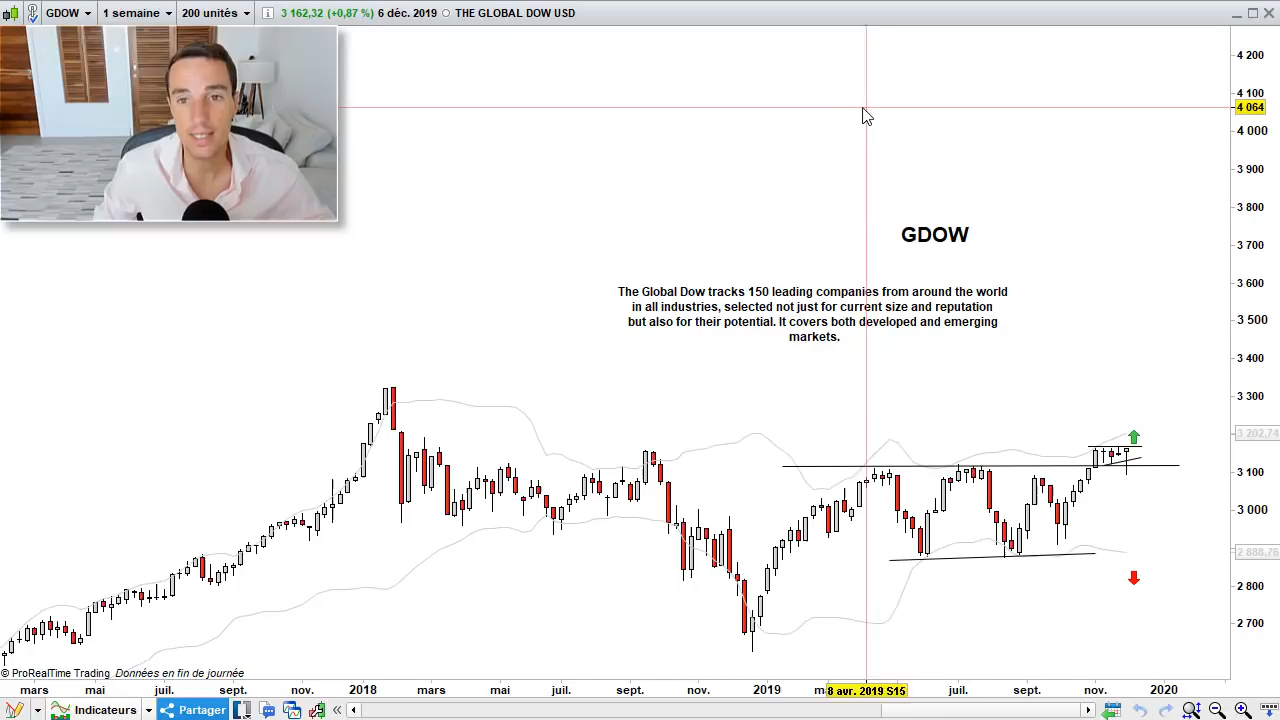 GDOW 1 semaine 200 unités 3 162,32 (+0,87 %) 6 déc. 2019 THE GLOBAL DOW USD
4 200
4 100
4 064
4 000
3 900
3 800
GDOW
3 700
3 600
The Global Dow tracks 150 leading companies from around the world
in all industries, selected not just for current size and reputation
but also for their potential. It covers both developed and emerging
markets.
3 500
3 400
3 300
3 202,74
3 100
3 000
2 888,76
2 800
2 700
© ProRealTime Trading Données en fin de journée
mars mai juil. sept. nov. 2018 mars mai juil. sept. nov. 2019 8 avr. 2019 S15 juil. sept. nov. 2020
Indicateurs Partager